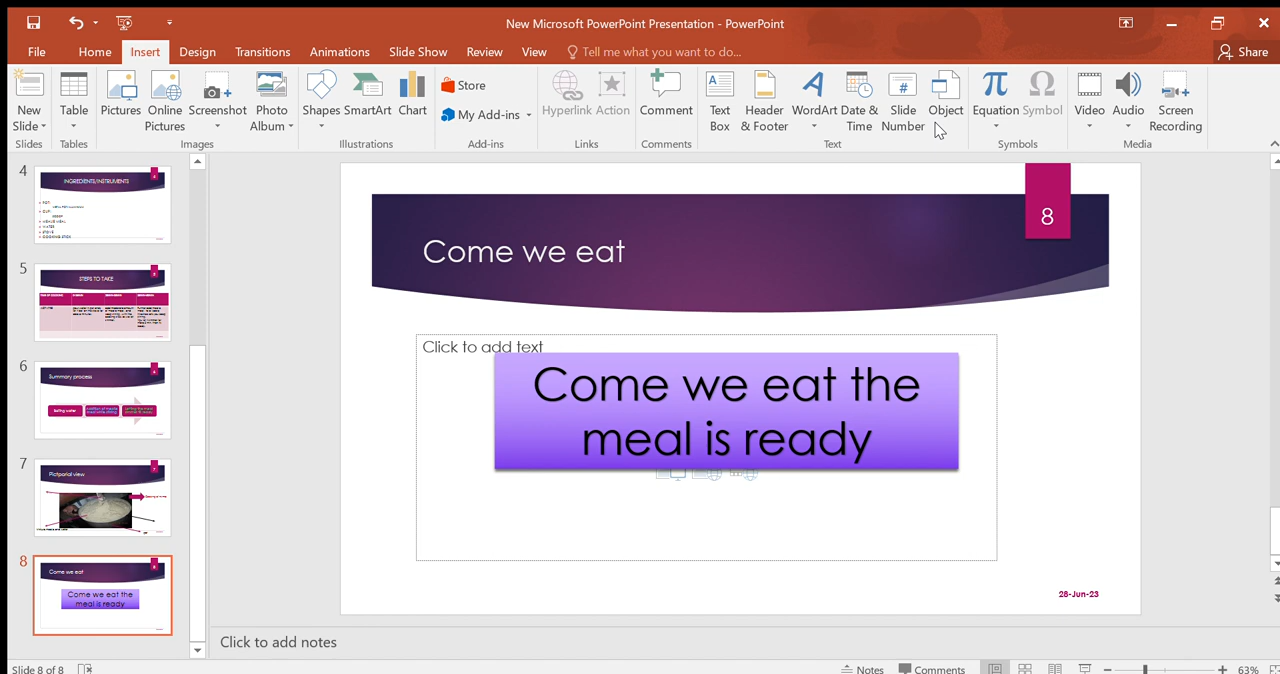 New Microsoft PowerPoint Presentation - PowerPoint
File Home Insert Design Transitions Animations Slide Show Review View Tell me what you want to do... Share
New Slides
Table
Pictures
Online Pictures
Screenshot
Photo Album
Shapes
SmartArt
Chart
Store
My Add-ins
Hyperlink
Action
Comment
Text Box
Header & Footer
WordArt
Date & Time
Slide Number
Object
Equation
Symbol
Video
Audio
Screen Recording
Slides Tables Images Illustrations Add-ins Links Comments Text Symbols Media
4
INGREDIENTS/INSTRUMENTS
5
STEPS TO TAKE
6
Summary process
7
Pictporial view
8
Come we eat
Come we eat the
meal is ready
8
Come we eat
Click to add text
Come we eat the
meal is ready
28-Jun-23
Click to add notes
Slide 8 of 8 Notes Comments 63%